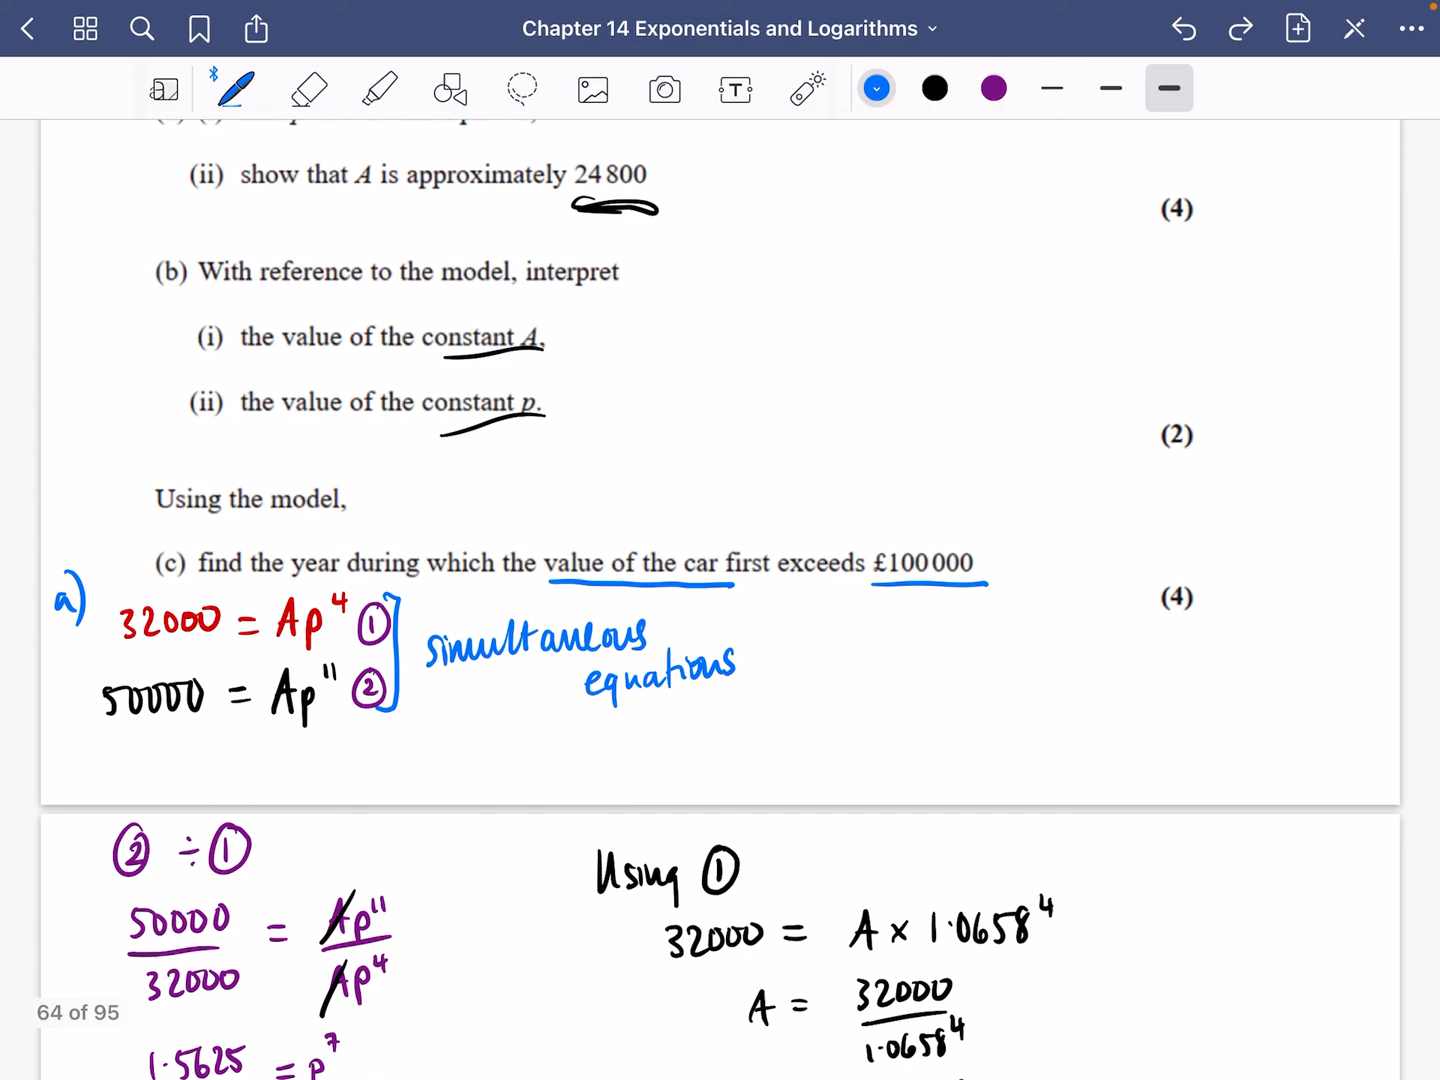 Chapter 14 Exponentials and Logarithms
(ii) show that A is approximately 24 800
(4)
(b) With reference to the model, interpret
(i) the value of the constant A,
(ii) the value of the constant p.
(2)
Using the model,
(c) find the year during which the value of the car first exceeds £100 000
(4)
a)
32000 = Ap⁴ ①
50000 = Ap¹¹ ②
simultaneous
equations
② ÷ ①
50000/32000 = Ap¹¹/Ap⁴
1.5625 = p⁷
Using ①
32000 = A × 1.0658⁴
A = 32000/1.0658⁴
64 of 95